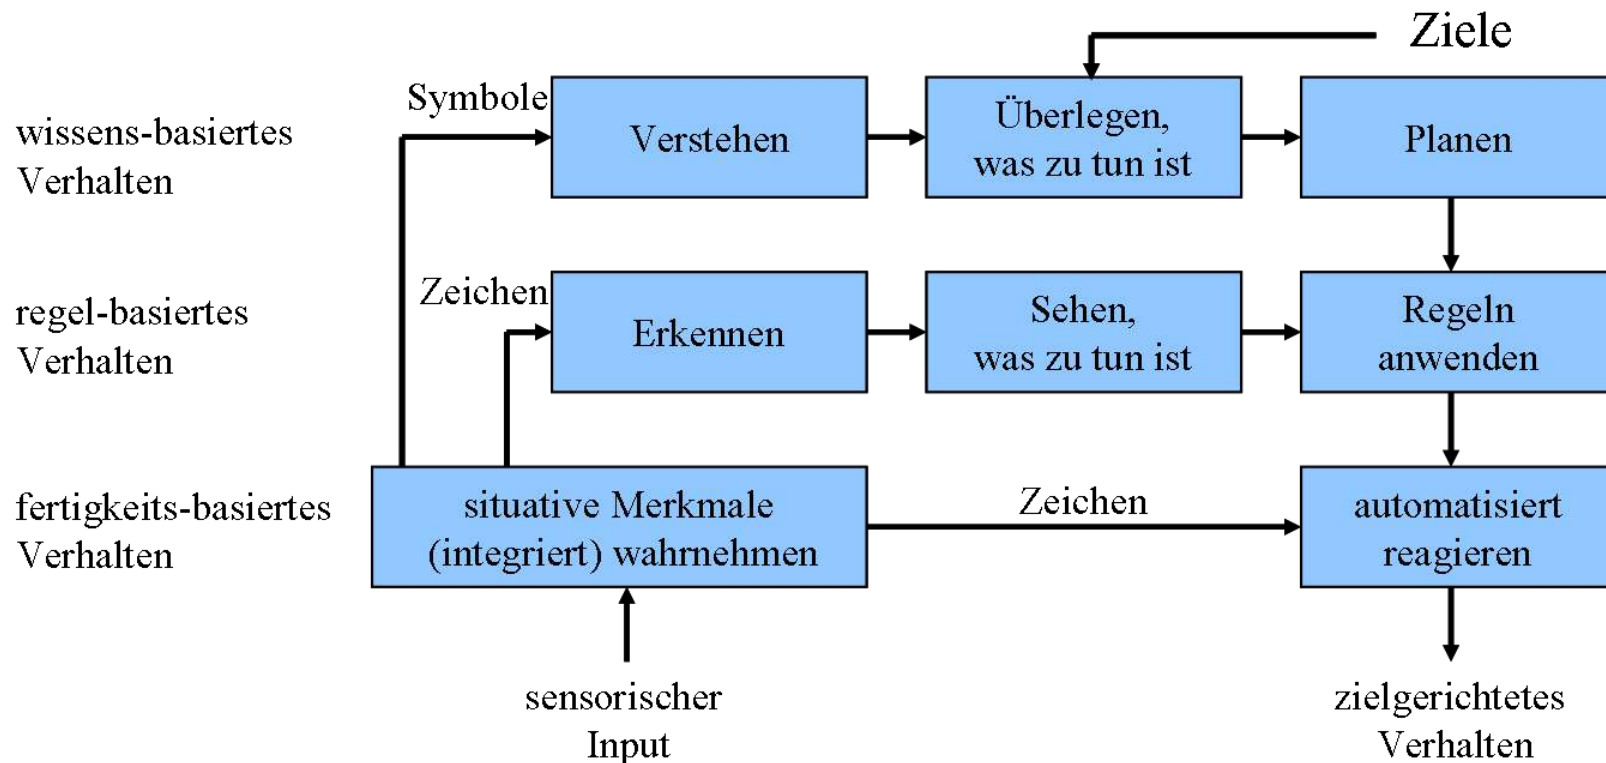 Ziele
wissens-basiertes
Verhalten
Symbole
Verstehen
Überlegen,
was zu tun ist
Planen
regel-basiertes
Verhalten
Zeichen
Erkennen
Sehen,
was zu tun ist
Regeln
anwenden
fertigkeits-basiertes
Verhalten
situative Merkmale
(integriert) wahrnehmen
Zeichen
automatisiert
reagieren
sensorischer
Input
zielgerichtetes
Verhalten